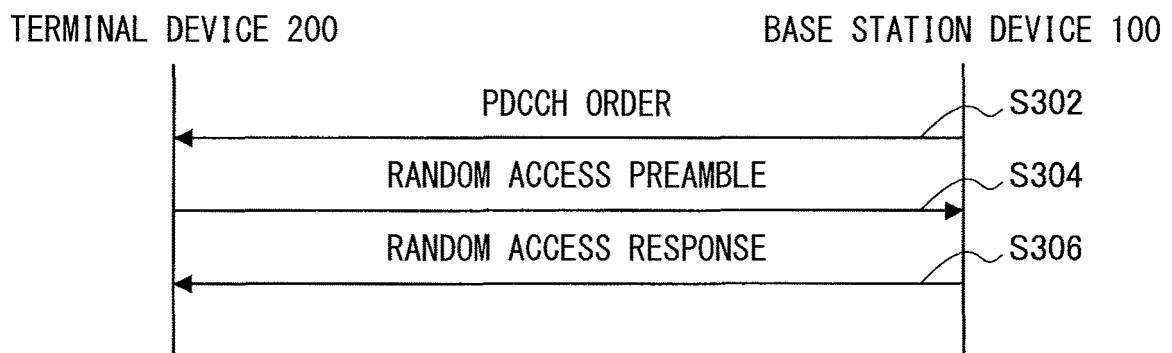 TERMINAL DEVICE 200 BASE STATION DEVICE 100
PDCCH ORDER S302
RANDOM ACCESS PREAMBLE S304
RANDOM ACCESS RESPONSE S306